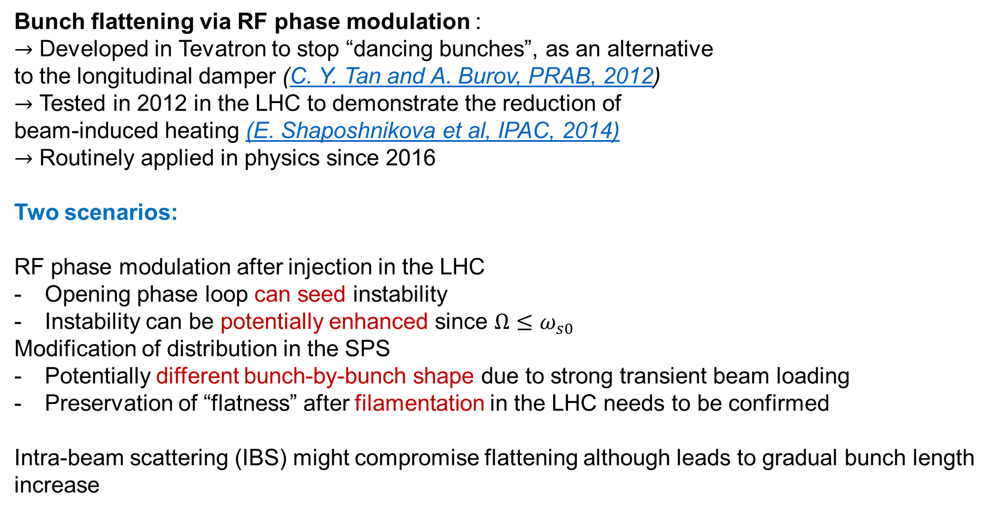 Bunch flattening via RF phase modulation :
→ Developed in Tevatron to stop “dancing bunches”, as an alternative
to the longitudinal damper (C. Y. Tan and A. Burov, PRAB, 2012)
→ Tested in 2012 in the LHC to demonstrate the reduction of
beam-induced heating (E. Shaposhnikova et al, IPAC, 2014)
→ Routinely applied in physics since 2016
Two scenarios:
RF phase modulation after injection in the LHC
- Opening phase loop can seed instability
- Instability can be potentially enhanced since Ω ≤ ω_{s0}
Modification of distribution in the SPS
- Potentially different bunch-by-bunch shape due to strong transient beam loading
- Preservation of “flatness” after filamentation in the LHC needs to be confirmed
Intra-beam scattering (IBS) might compromise flattening although leads to gradual bunch length
increase